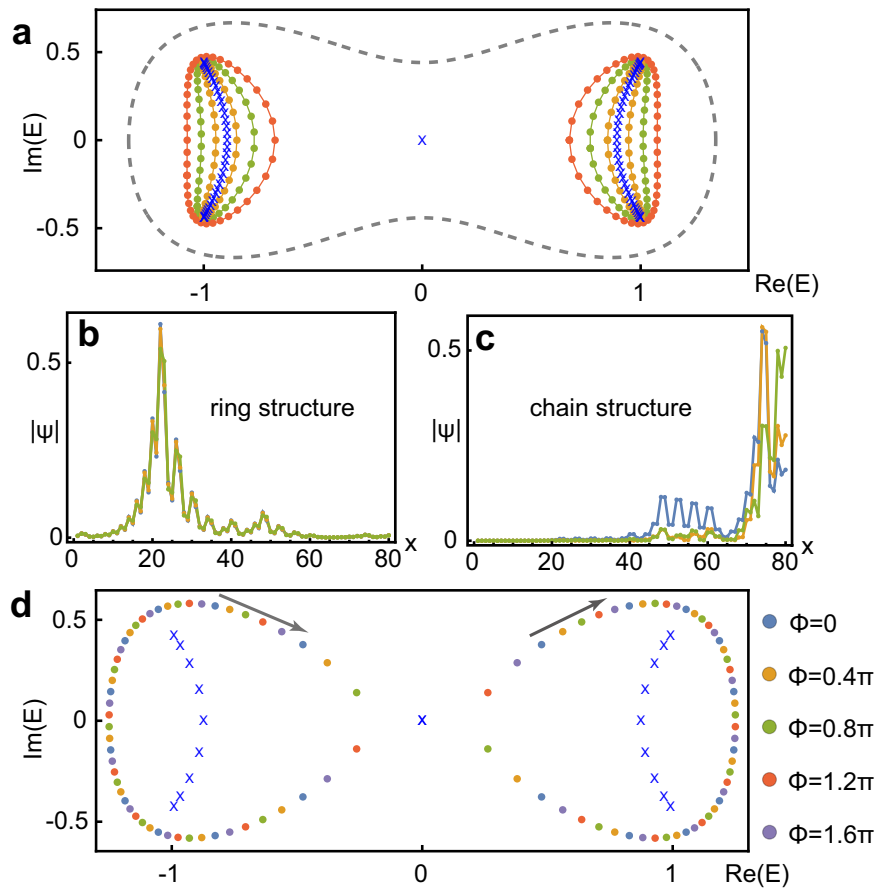 a
0.5
0
-0.5
Im(E)
x
-1
0
1
Re(E)
b
0.5
|ψ|
0
ring structure
0
20
40
60
80
x
c
0.5
|ψ|
0
chain structure
0
20
40
60
80
x
d
0.5
0
-0.5
Im(E)
-1
0
1
Re(E)
Φ=0
Φ=0.4π
Φ=0.8π
Φ=1.2π
Φ=1.6π